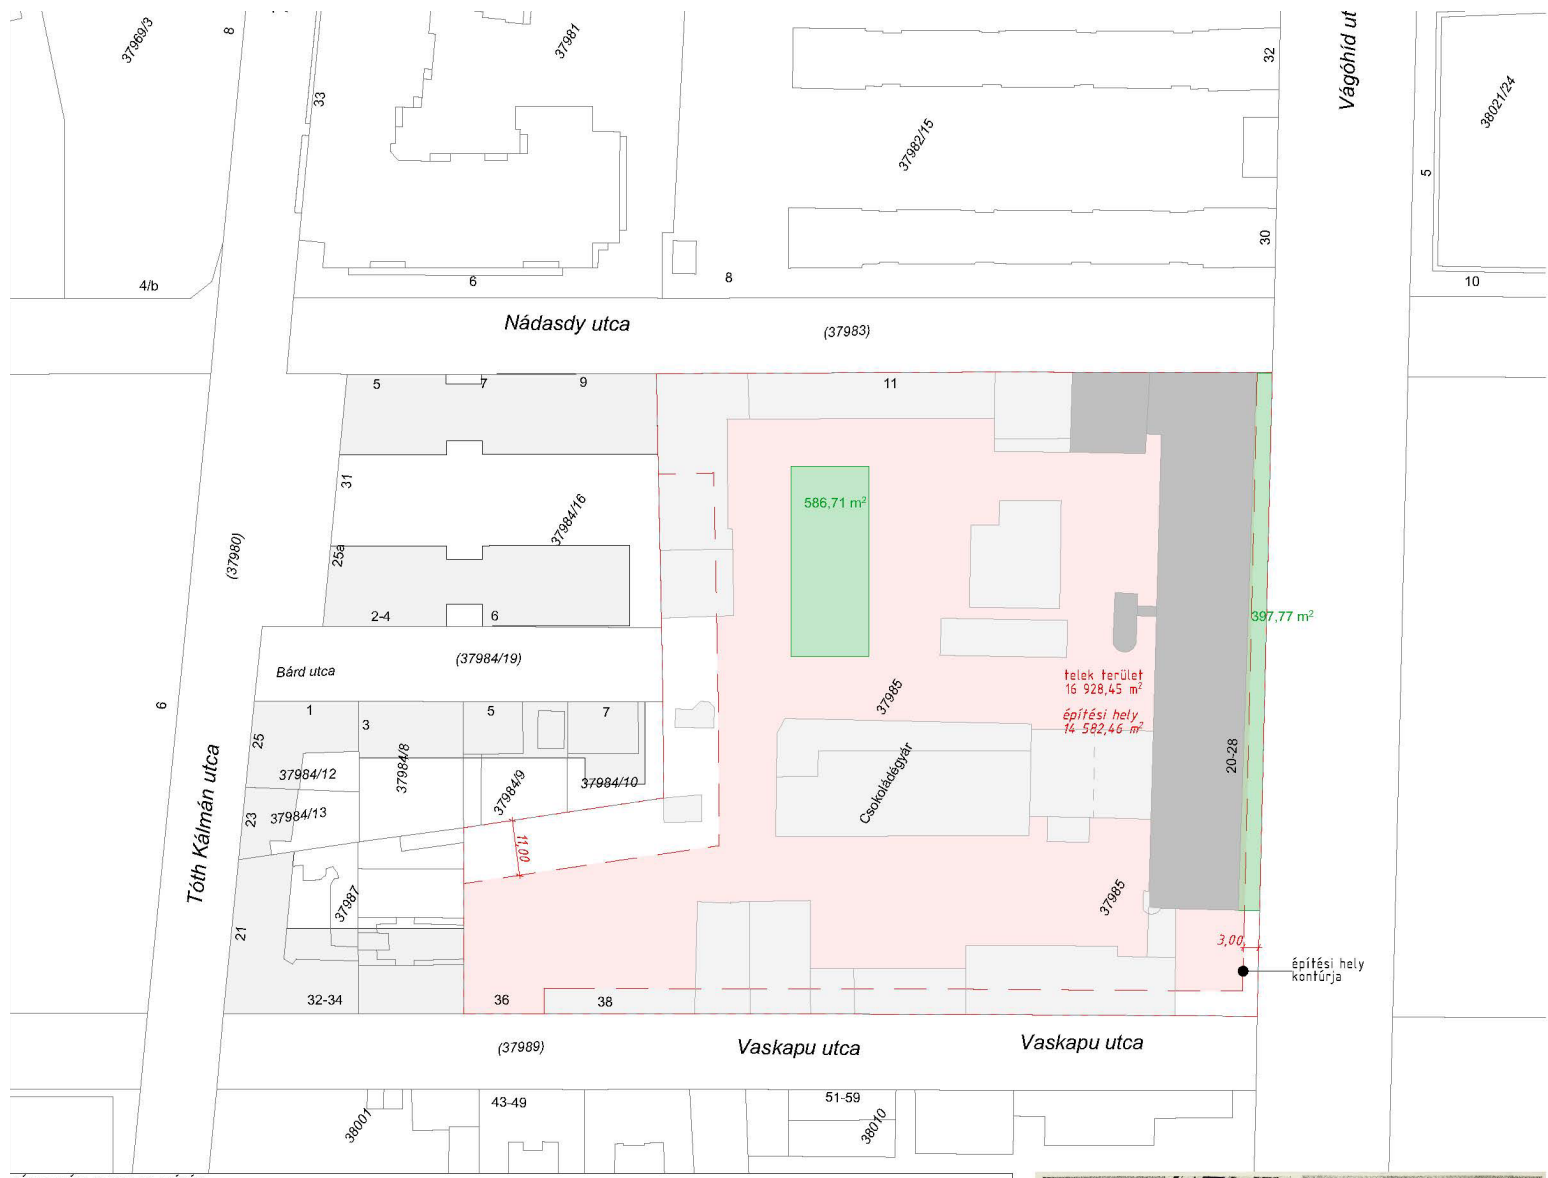 37969/3
8
33
37981
32
Vágóhíd ut
38021/24
37982/15
5
30
4/b
6
8
10
Nádasdy utca
(37983)
5
7
9
11
31
37984/16
586,71 m²
25a
(37980)
2-4
6
397,77 m²
Bárd utca
(37984/19)
telek terület
16 928,45 m²
építési hely
14 582,46 m²
37985
6
1
3
5
7
25
37984/12
37984/8
37984/9
37984/10
Csokoládégyár
20-28
23
37984/13
11,00
Tóth Kálmán utca
37987
37985
21
3,00
építési hely
kontúrja
32-34
36
38
(37989)
Vaskapu utca
Vaskapu utca
38001
43-49
51-59
38010